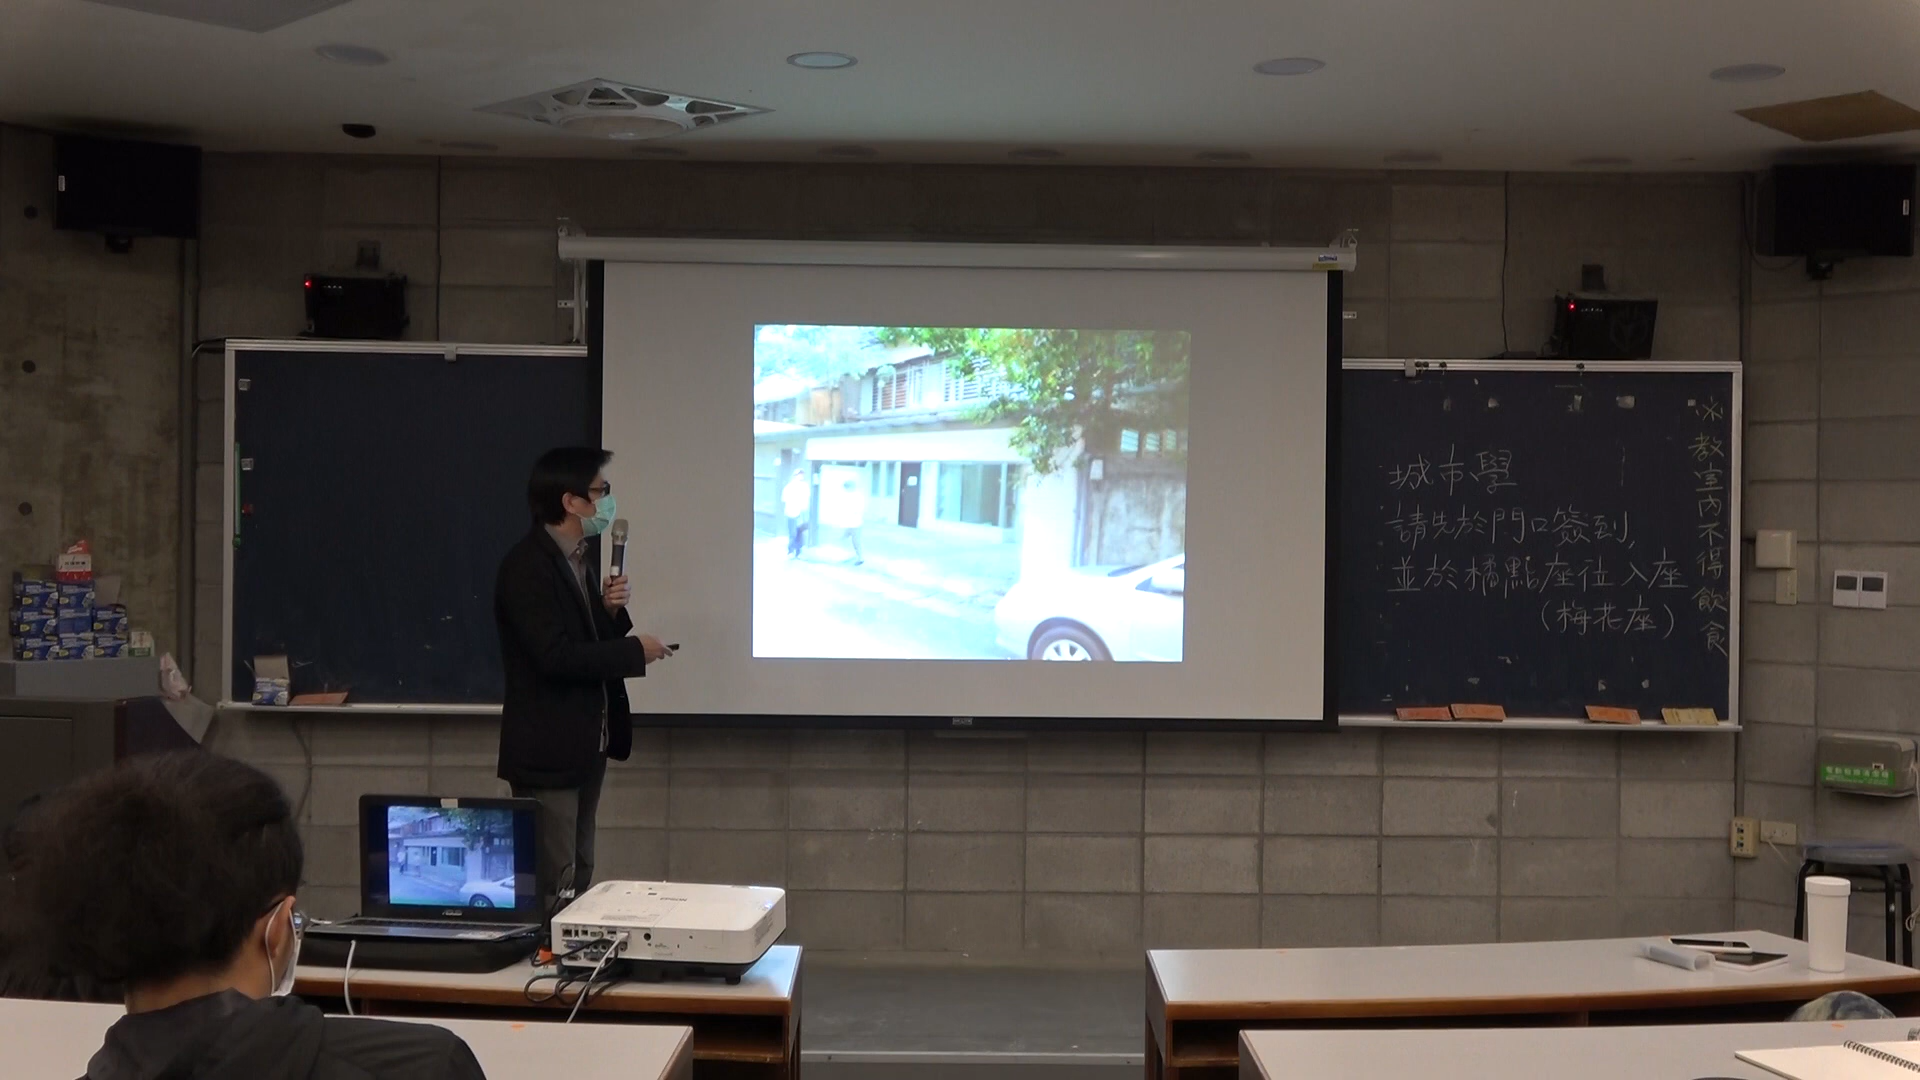 城市學
請先於門口簽到,
並於橘點座位入座
(梅花座)
※教室內不得飲食
ASUS